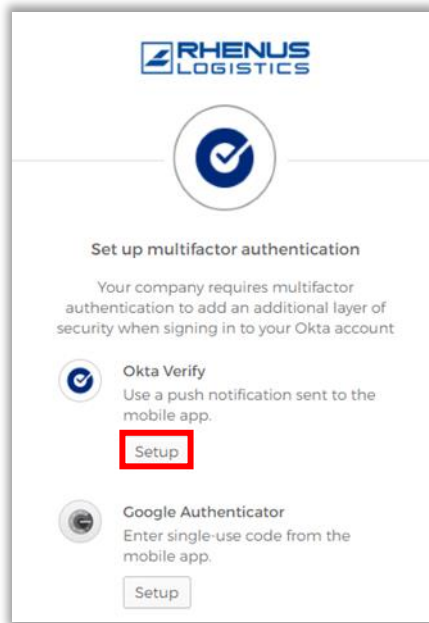 RHENUS
LOGISTICS
Set up multifactor authentication
Your company requires multifactor
authentication to add an additional layer of
security when signing in to your Okta account
Okta Verify
Use a push notification sent to the
mobile app.
Setup
Google Authenticator
Enter single-use code from the
mobile app.
Setup